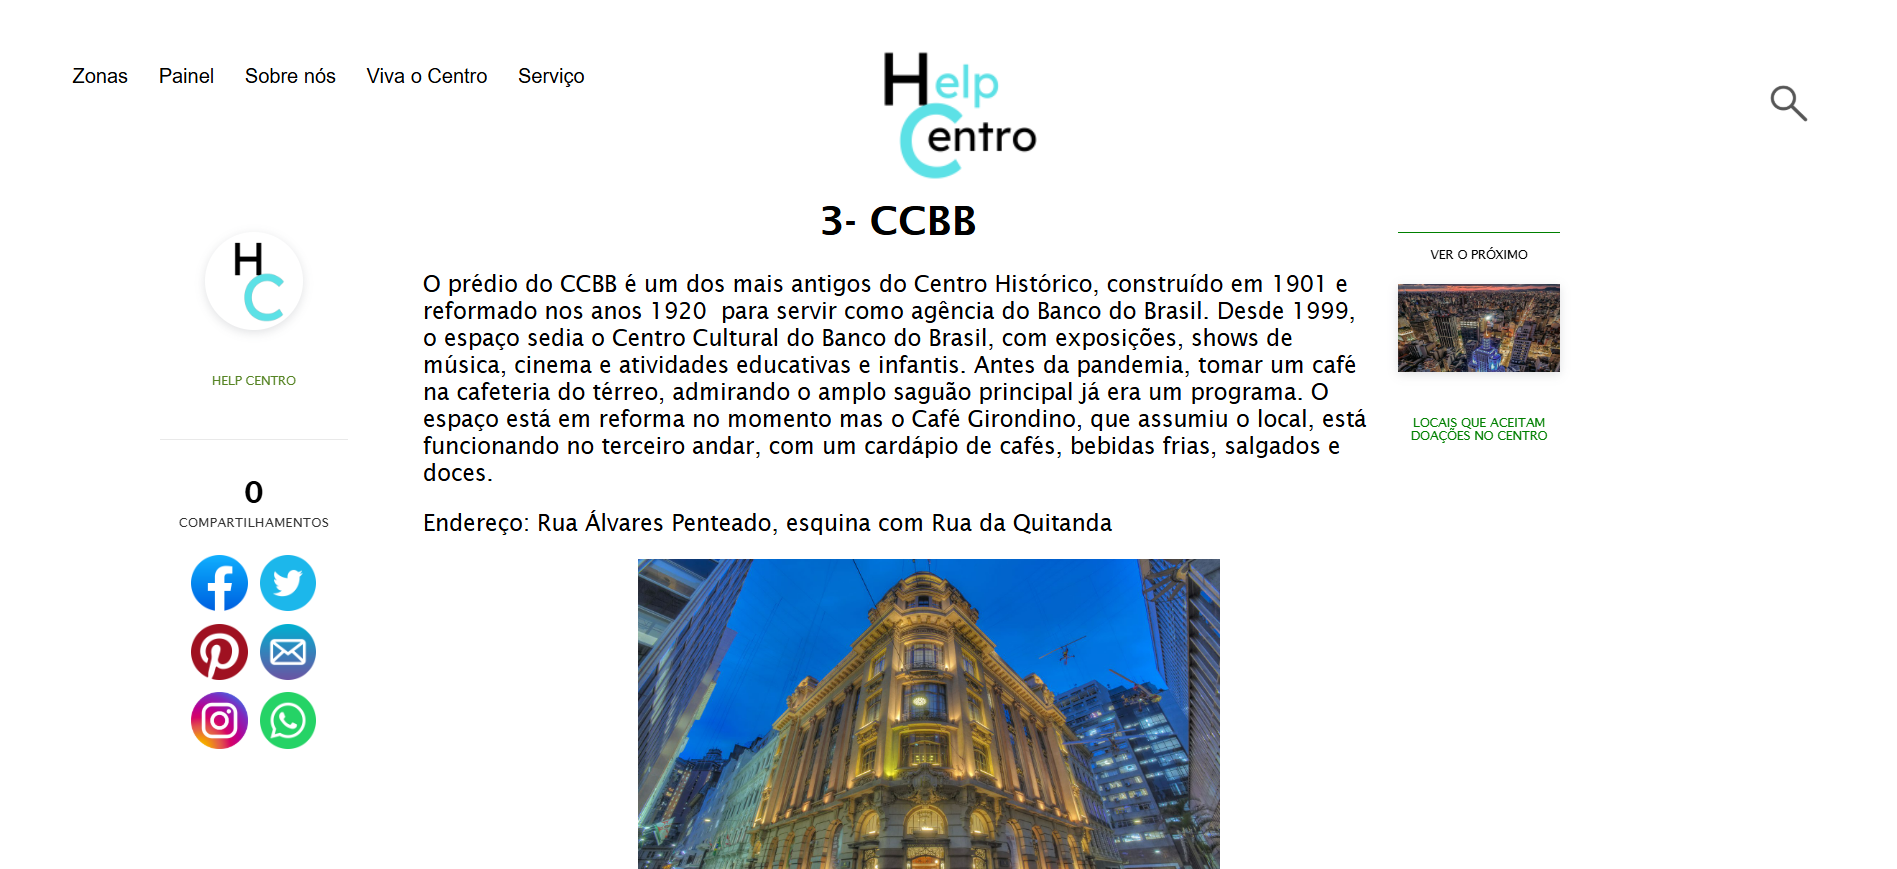 Zonas Painel Sobre nós Viva o Centro Serviço
Help
Centro
3- CCBB
HC
HELP CENTRO
0
COMPARTILHAMENTOS
O prédio do CCBB é um dos mais antigos do Centro Histórico, construído em 1901 e
reformado nos anos 1920  para servir como agência do Banco do Brasil. Desde 1999,
o espaço sedia o Centro Cultural do Banco do Brasil, com exposições, shows de
música, cinema e atividades educativas e infantis. Antes da pandemia, tomar um café
na cafeteria do térreo, admirando o amplo saguão principal já era um programa. O
espaço está em reforma no momento mas o Café Girondino, que assumiu o local, está
funcionando no terceiro andar, com um cardápio de cafés, bebidas frias, salgados e
doces.
Endereço: Rua Álvares Penteado, esquina com Rua da Quitanda
VER O PRÓXIMO
LOCAIS QUE ACEITAM
DOAÇÕES NO CENTRO